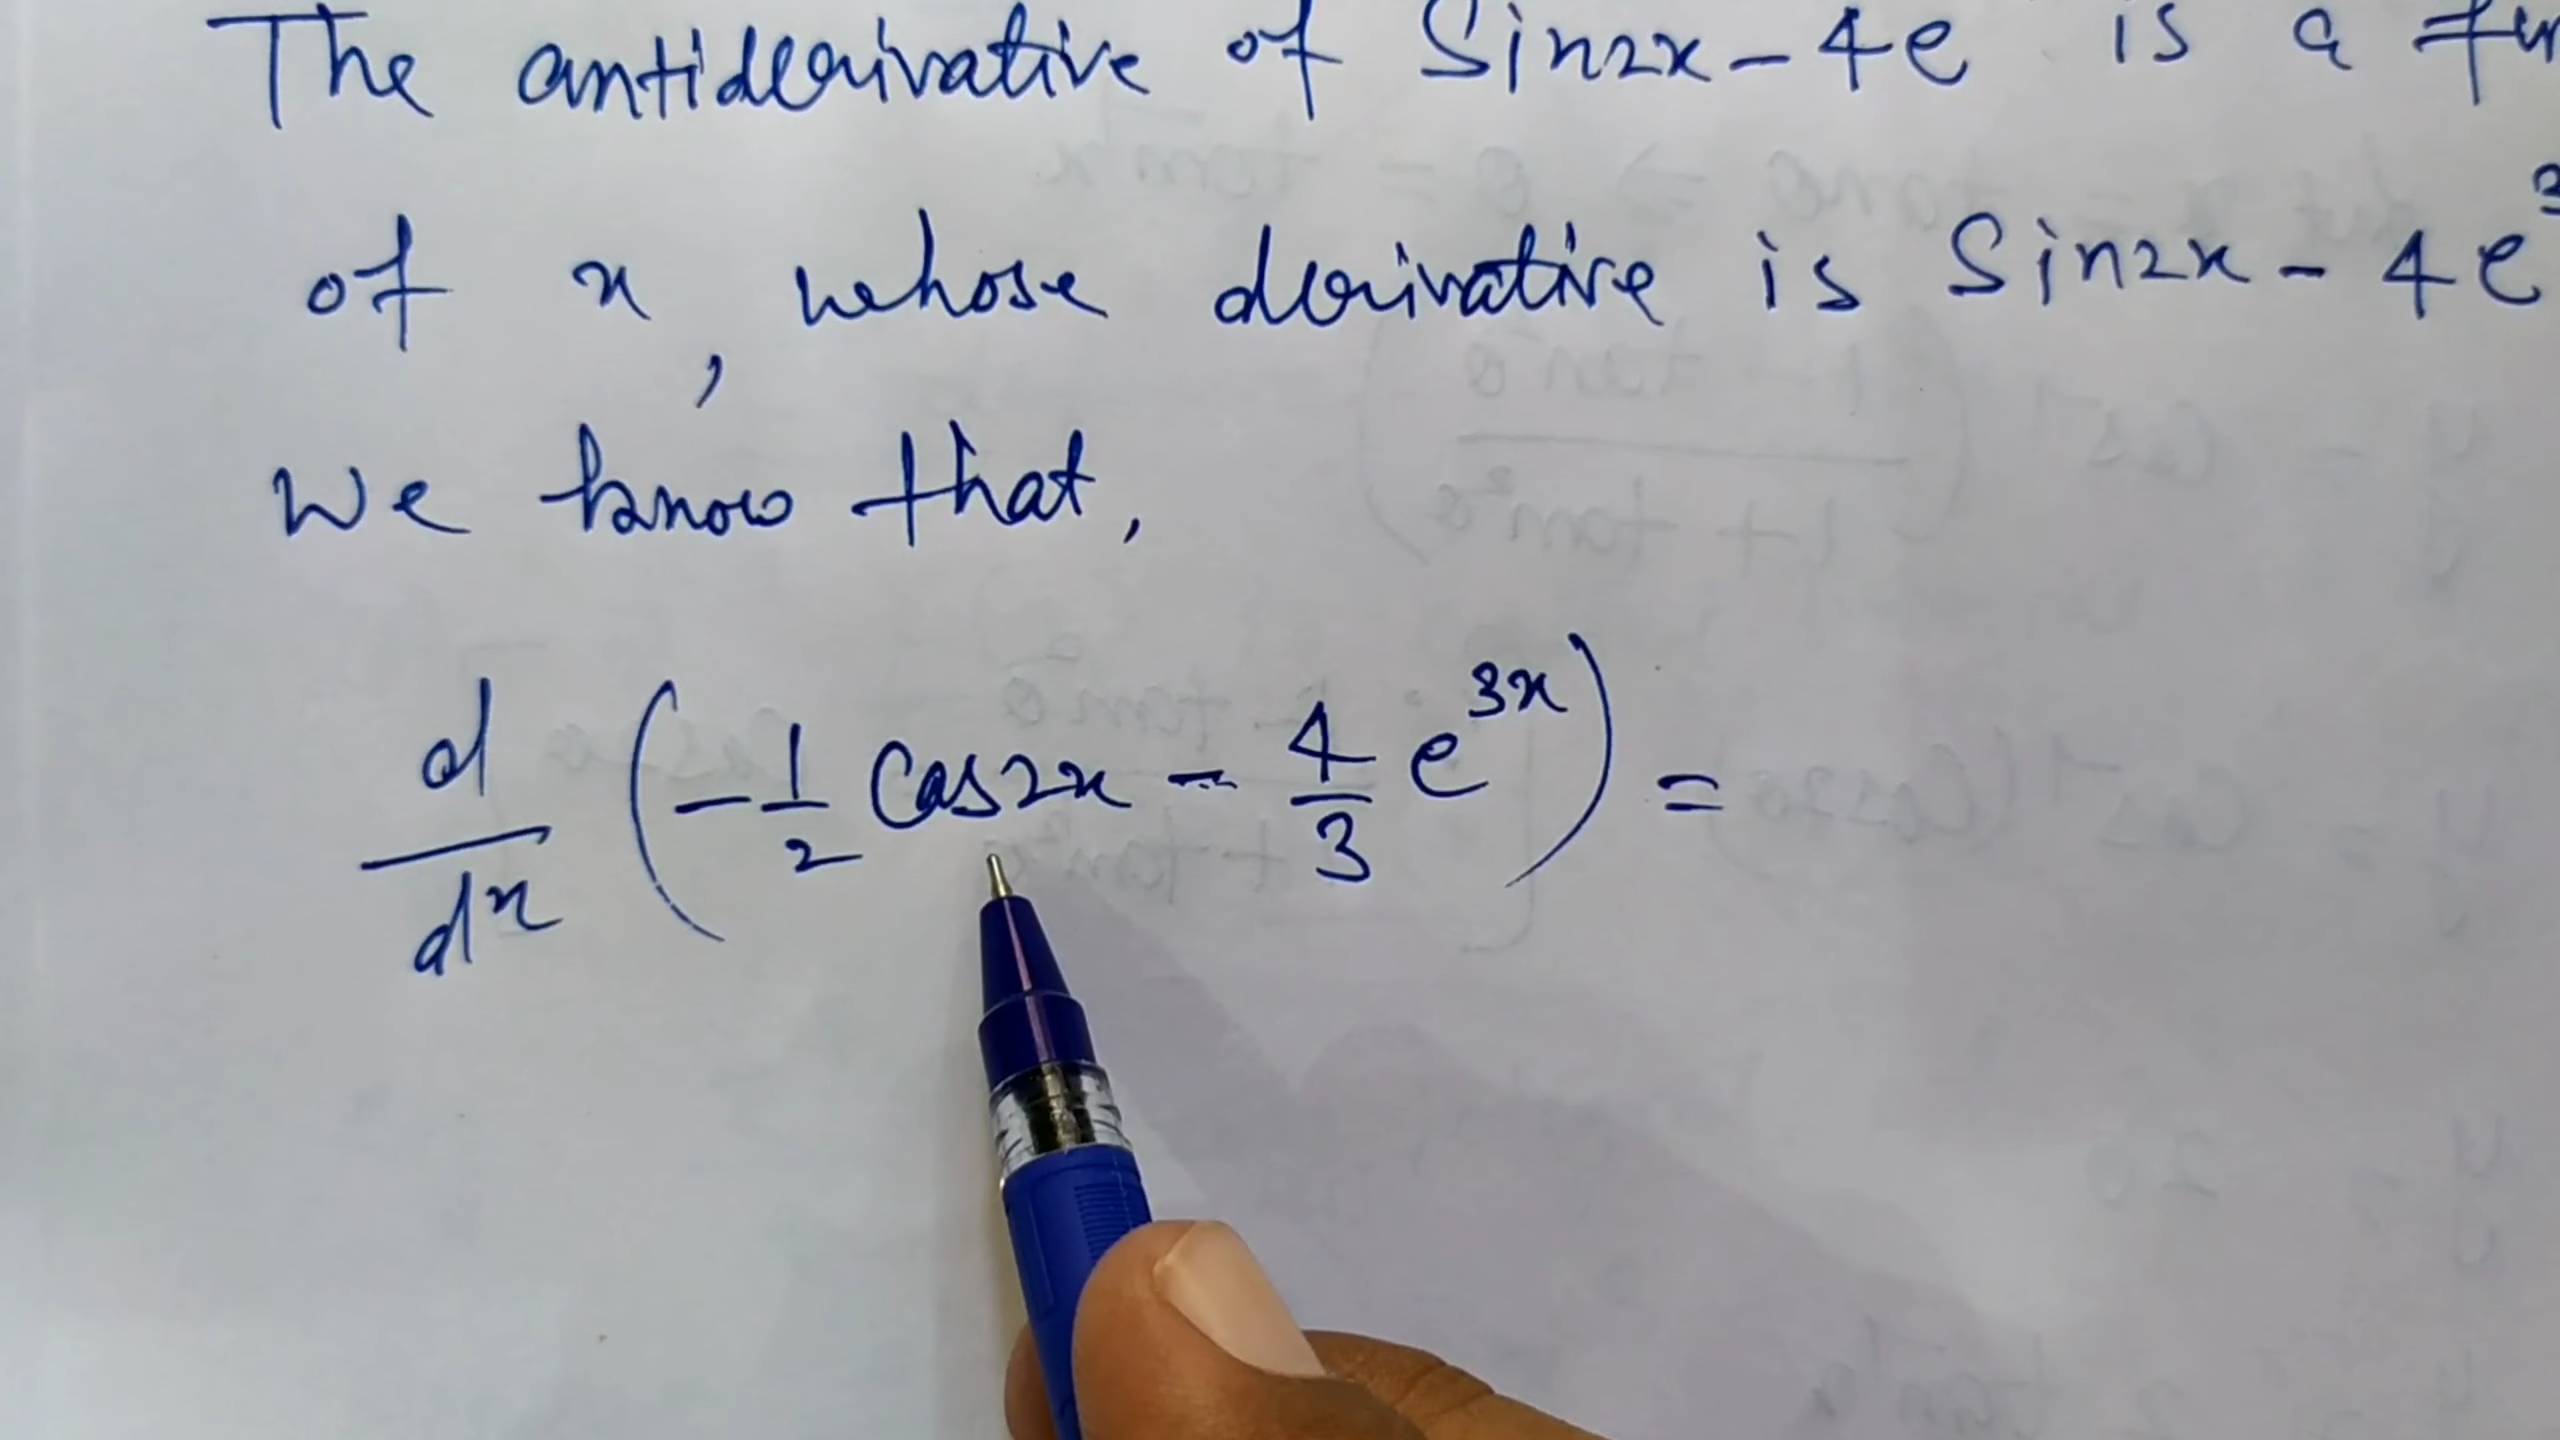 The antiderivative of Sin2x - 4e is a
of x, whose derivative is Sin2x - 4e³
We know that,
d/dx (-1/2 Cos2x - 4/3 e^3x) =